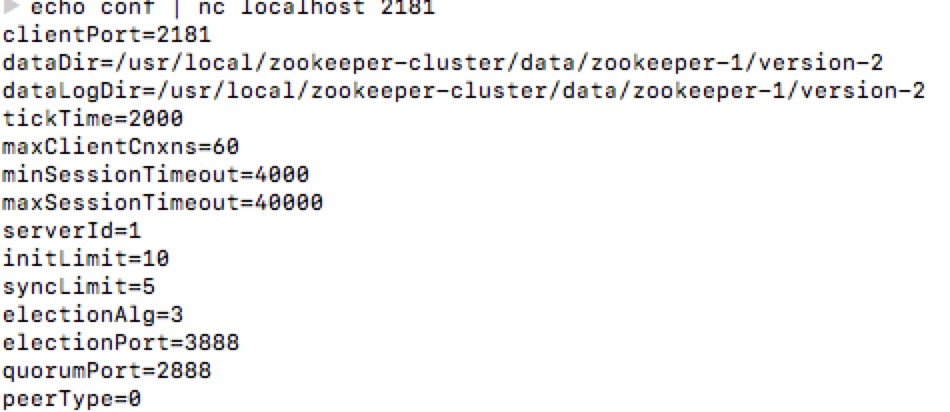 echo conf | nc localhost 2181
clientPort=2181
dataDir=/usr/local/zookeeper-cluster/data/zookeeper-1/version-2
dataLogDir=/usr/local/zookeeper-cluster/data/zookeeper-1/version-2
tickTime=2000
maxClientCnxns=60
minSessionTimeout=4000
maxSessionTimeout=40000
serverId=1
initLimit=10
syncLimit=5
electionAlg=3
electionPort=3888
quorumPort=2888
peerType=0